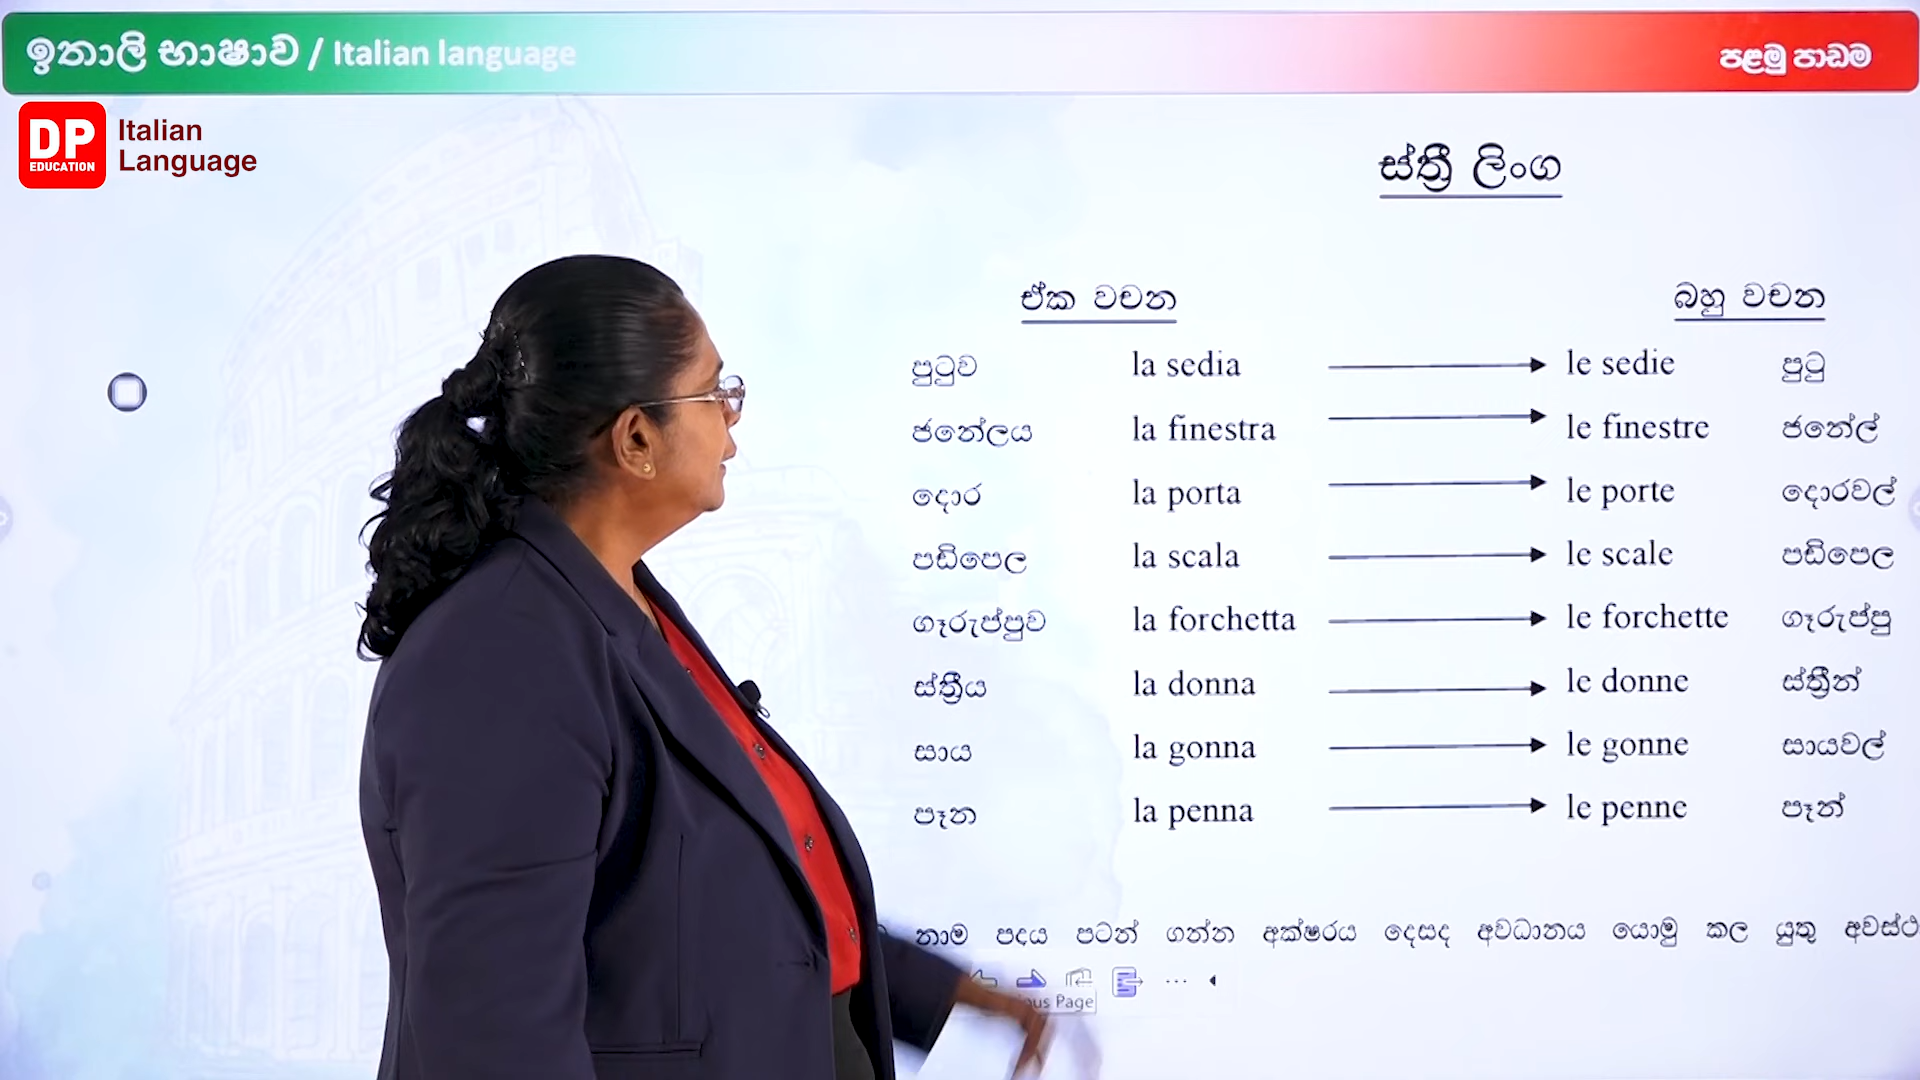 ඉතාලි භාෂාව / Italian language
පළමු පාඩම
DP
EDUCATION
Italian
Language
ස්ත්‍රී ලිංග
ඒක වචන බහු වචන
පුටුව la sedia le sedie පුටු
ජනේලය la finestra le finestre ජනේල්
දොර la porta le porte දොරවල්
පඩිපෙල la scala le scale පඩිපෙල
ගෑරුප්පුව la forchetta le forchette ගෑරුප්පු
ස්ත්‍රීය la donna le donne ස්ත්‍රීන්
සාය la gonna le gonne සායවල්
පෑන la penna le penne පෑන්
නාම පදය පටන් ගන්න අක්ෂරය දෙසද අවධානය යොමු කල යුතු
Page